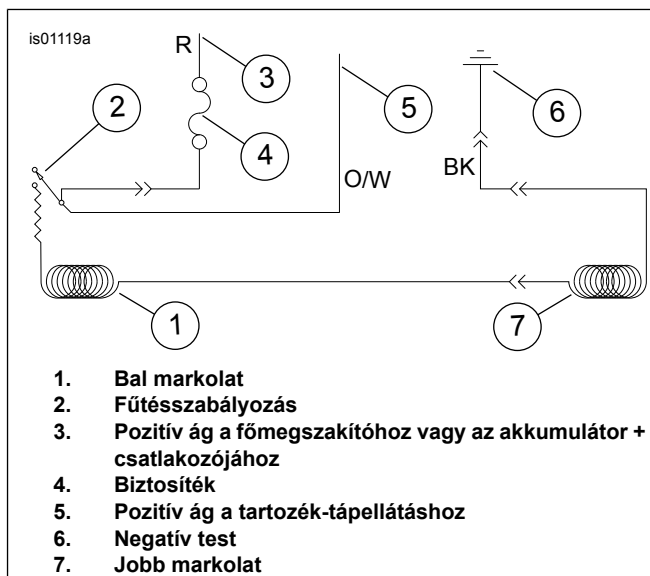 is01119a
R
3
2
4
5
6
O/W
BK
1
7
1. Bal markolat
2. Fűtésszabályozás
3. Pozitív ág a főmegszakítóhoz vagy az akkumulátor +
csatlakozójához
4. Biztosíték
5. Pozitív ág a tartozék-tápellátáshoz
6. Negatív test
7. Jobb markolat